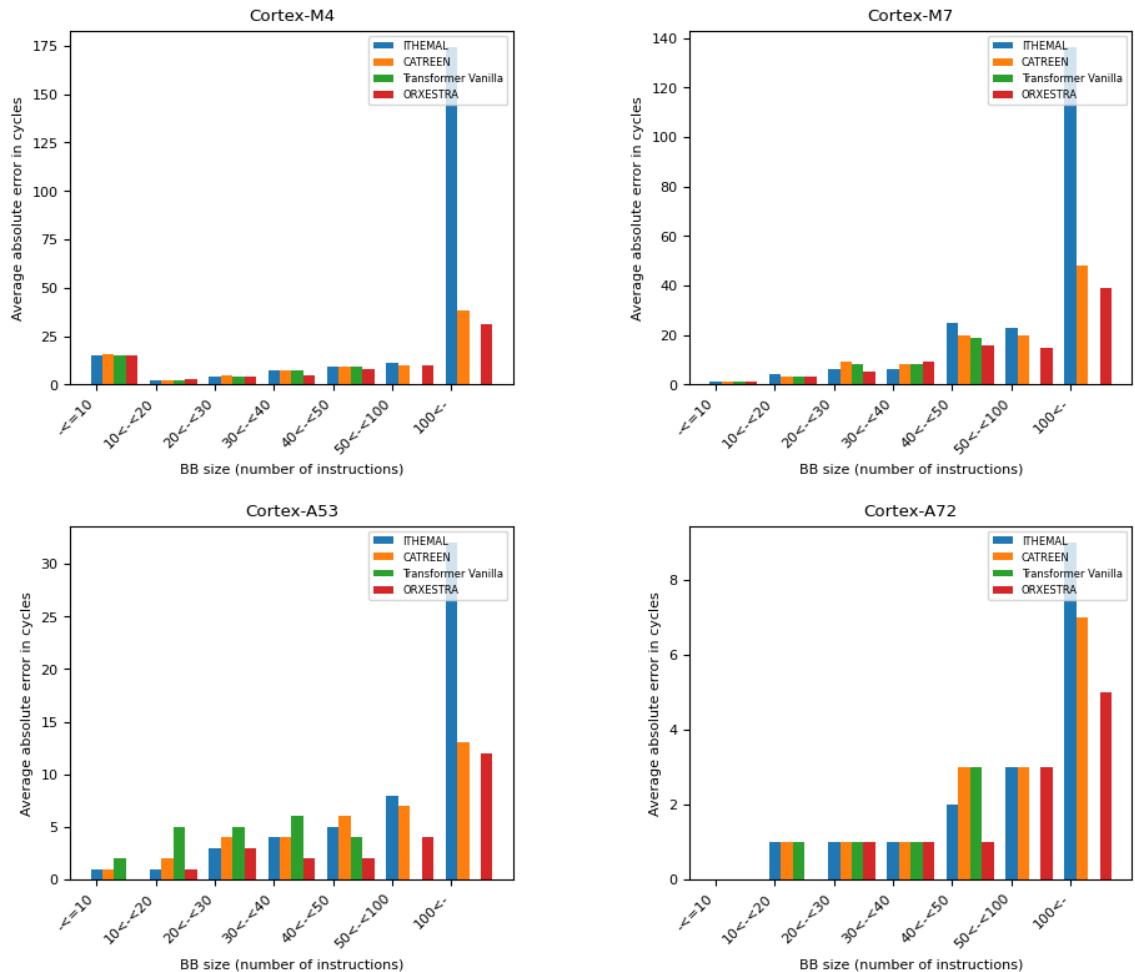 Cortex-M4
Average absolute error in cycles
175
150
125
100
75
50
25
0
ITHEMAL
CATREEN
Transformer Vanilla
ORXESTRA
-<=10
10<-<20
20<-<30
30<-<40
40<-<50
50<-<100
100<-
BB size (number of instructions)
Cortex-M7
Average absolute error in cycles
140
120
100
80
60
40
20
0
ITHEMAL
CATREEN
Transformer Vanilla
ORXESTRA
-<=10
10<-<20
20<-<30
30<-<40
40<-<50
50<-<100
100<-
BB size (number of instructions)
Cortex-A53
Average absolute error in cycles
30
25
20
15
10
5
0
ITHEMAL
CATREEN
Transformer Vanilla
ORXESTRA
-<=10
10<-<20
20<-<30
30<-<40
40<-<50
50<-<100
100<-
BB size (number of instructions)
Cortex-A72
Average absolute error in cycles
8
6
4
2
0
ITHEMAL
CATREEN
Transformer Vanilla
ORXESTRA
-<=10
10<-<20
20<-<30
30<-<40
40<-<50
50<-<100
100<-
BB size (number of instructions)